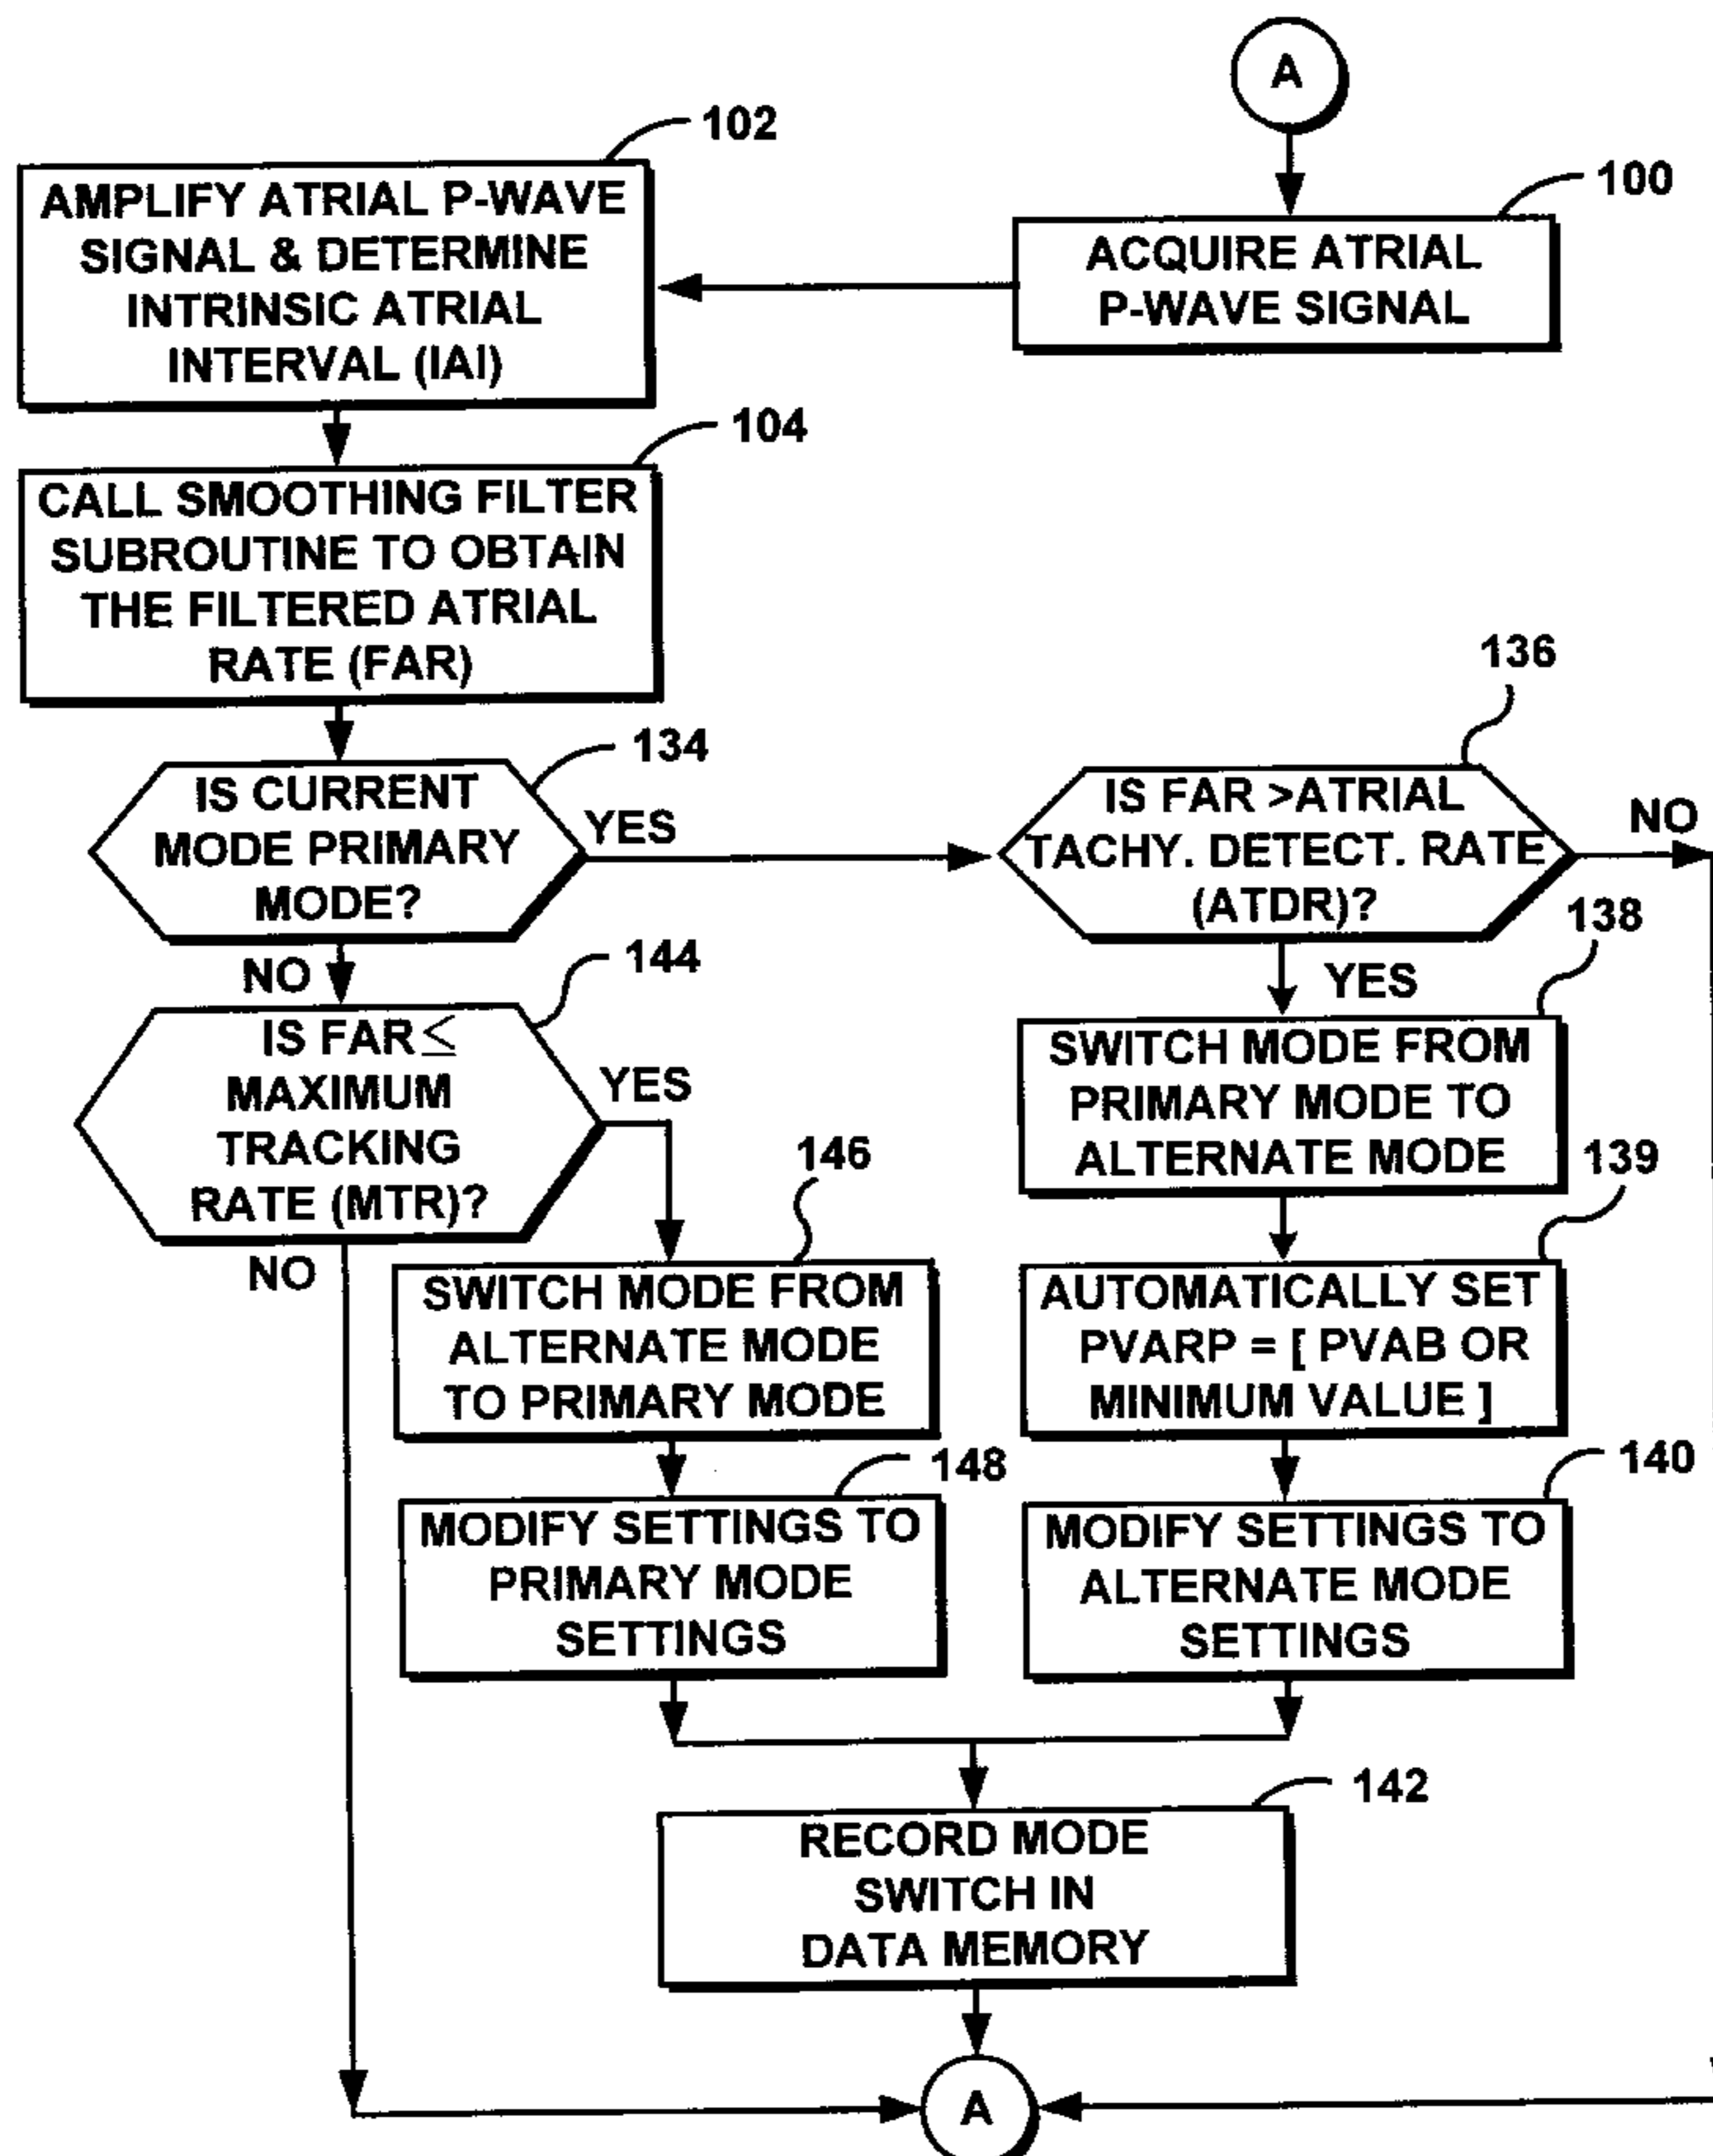 A
100
ACQUIRE ATRIAL
P-WAVE SIGNAL
102
AMPLIFY ATRIAL P-WAVE
SIGNAL & DETERMINE
INTRINSIC ATRIAL
INTERVAL (IAI)
104
CALL SMOOTHING FILTER
SUBROUTINE TO OBTAIN
THE FILTERED ATRIAL
RATE (FAR)
134
IS CURRENT
MODE PRIMARY
MODE?
YES
NO
136
IS FAR >ATRIAL
TACHY. DETECT. RATE
(ATDR)?
NO
YES
138
SWITCH MODE FROM
PRIMARY MODE TO
ALTERNATE MODE
139
AUTOMATICALLY SET
PVARP = [ PVAB OR
MINIMUM VALUE ]
140
MODIFY SETTINGS TO
ALTERNATE MODE
SETTINGS
144
IS FAR ≤
MAXIMUM
TRACKING
RATE (MTR)?
YES
NO
146
SWITCH MODE FROM
ALTERNATE MODE
TO PRIMARY MODE
148
MODIFY SETTINGS TO
PRIMARY MODE
SETTINGS
142
RECORD MODE
SWITCH IN
DATA MEMORY
A